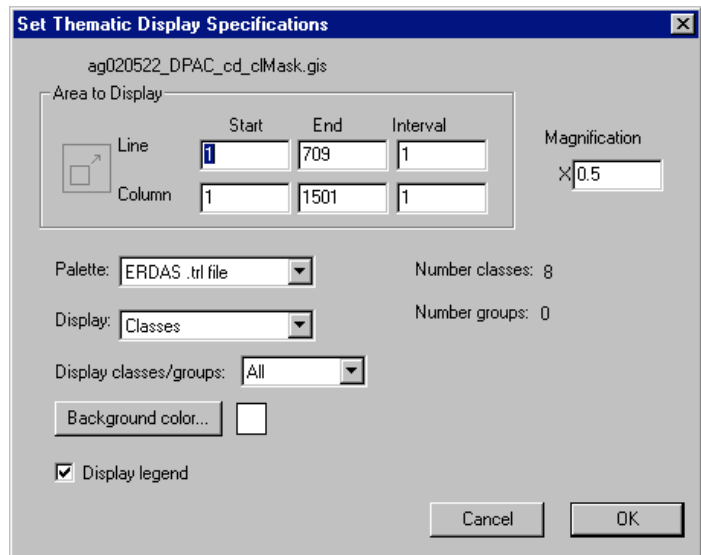 Set Thematic Display Specifications
ag020522_DPAC_cd_clMask.gis
Area to Display
Start End Interval
Line 1 709 1
Column 1 1501 1
Magnification
X 0.5
Palette: ERDAS .trl file
Number classes: 8
Display: Classes
Number groups: 0
Display classes/groups: All
Background color...
Display legend
Cancel OK